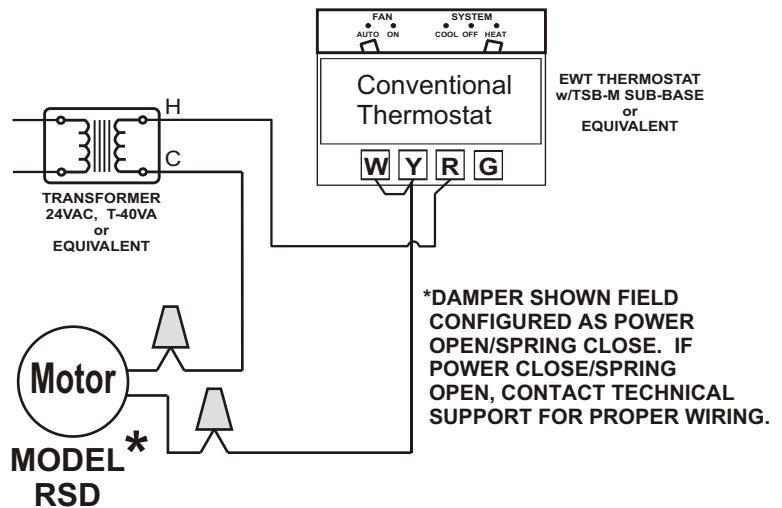 FAN SYSTEM
AUTO ON COOL OFF HEAT
Conventional
Thermostat
W Y R G
EWT THERMOSTAT
w/TSB-M SUB-BASE
or
EQUIVALENT
H
C
TRANSFORMER
24VAC, T-40VA
or
EQUIVALENT
*DAMPER SHOWN FIELD
CONFIGURED AS POWER
OPEN/SPRING CLOSE. IF
POWER CLOSE/SPRING
OPEN, CONTACT TECHNICAL
SUPPORT FOR PROPER WIRING.
Motor
MODEL*
RSD